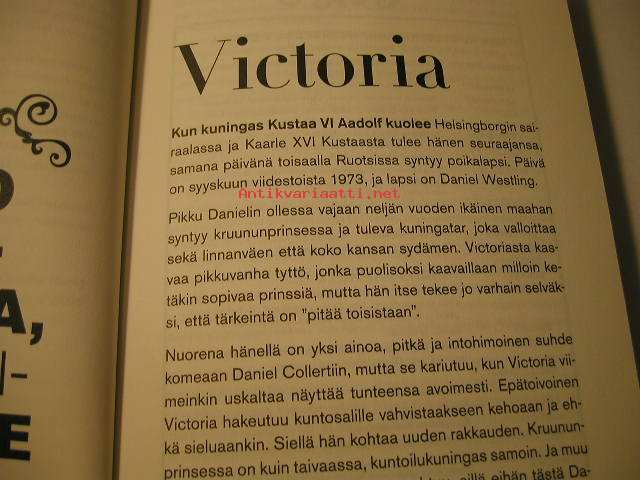 Victoria
Kun kuningas Kustaa VI Aadolf kuolee Helsingborgin sai-
raalassa ja Kaarle XVI Kustaasta tulee hänen seuraajansa,
samana päivänä toisaalla Ruotsissa syntyy poikalapsi. Päivä
on syyskuun viidestoista 1973, ja lapsi on Daniel Westling.
Antikvariaatti.net
Pikku Danielin ollessa vajaan neljän vuoden ikäinen maahan
syntyy kruununprinsessa ja tuleva kuningatar, joka valloittaa
sekä linnanväen että koko kansan sydämen. Victoriasta kas-
vaa pikkuvanha tyttö, jonka puolisoksi kaavaillaan milloin ke-
täkin sopivaa prinssiä, mutta hän itse tekee jo varhain selväk-
si, että tärkeintä on "pitää toisistaan".
Nuorena hänellä on yksi ainoa, pitkä ja intohimoinen suhde
komeaan Daniel Collertiin, mutta se kariutuu, kun Victoria vii-
meinkin uskaltaa näyttää tunteensa avoimesti. Epätoivoinen
Victoria hakeutuu kuntosalille vahvistaakseen kehoaan ja eh-
kä sieluaankin. Siellä hän kohtaa uuden rakkauden. Kruunun-
prinsessa on kuin taivaassa, kuntoilukuningas samoin. Ja muu
sillä eihän tästä Da-
A,
I-
E